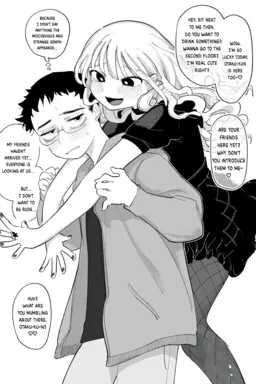 BECAUSE
I DIDN'T SAY
ANYTHING THE
MISCHIEVOUS AND
STRANGE SENPAI
APPEARED...
HEY, SIT NEXT
TO ME THEN.
DO YOU WANT TO
DRINK SOMETHING?
WANNA GO TO
THE SECOND FLOOR?
I'M REAL CUTE
RIGHT?
WOW,
I'M SO
LUCKY TODAY.
OTAKU-KUN
IS HERE
TOO~♡
ARE YOUR
FRIENDS
HERE YET?
WHY DON'T
YOU INTRODUCE
THEM TO ME~
♡♡
MY FRIENDS
HAVEN'T
ARRIVED YET...
EVERYONE IS
LOOKING AT US...
BUT...
I DON'T
WANT TO
BE RUDE...
HUH?
WHAT ARE
YOU MUMBLING
ABOUT THERE,
OTAKU-KUN?